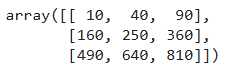 array([[ 10,  40,  90],
       [160, 250, 360],
       [490, 640, 810]])